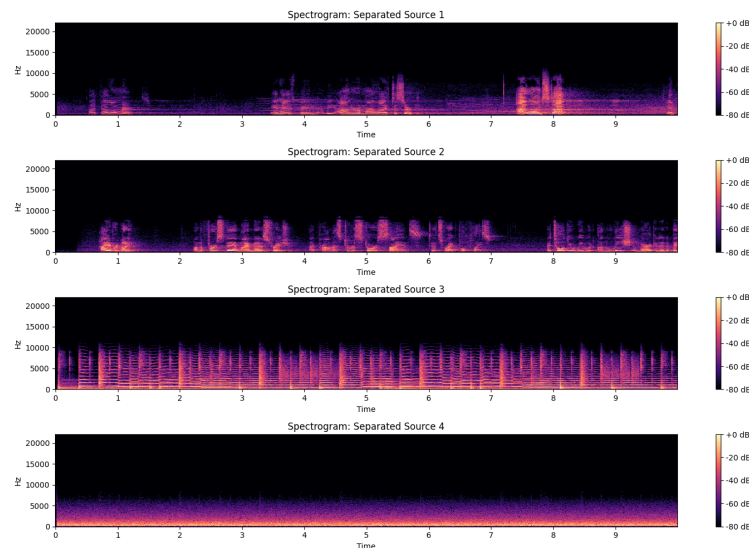 Spectrogram: Separated Source 1
Hz
20000
15000
10000
5000
0
0 1 2 3 4 5 6 7 8 9
Time
+0 dB
-20 dB
-40 dB
-60 dB
-80 dB
Spectrogram: Separated Source 2
Hz
20000
15000
10000
5000
0
0 1 2 3 4 5 6 7 8 9
Time
+0 dB
-20 dB
-40 dB
-60 dB
-80 dB
Spectrogram: Separated Source 3
Hz
20000
15000
10000
5000
0
0 1 2 3 4 5 6 7 8 9
Time
+0 dB
-20 dB
-40 dB
-60 dB
-80 dB
Spectrogram: Separated Source 4
Hz
20000
15000
10000
5000
0
0 1 2 3 4 5 6 7 8 9
Time
+0 dB
-20 dB
-40 dB
-60 dB
-80 dB